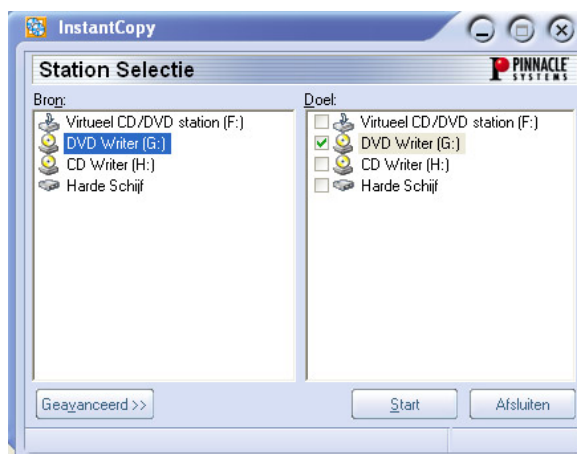 InstantCopy
Station Selectie
PINNACLE
SYSTEMS
Bron:
Virtueel CD/DVD station (F:)
DVD Writer (G:)
CD Writer (H:)
Harde Schijf
Doel:
Virtueel CD/DVD station (F:)
DVD Writer (G:)
CD Writer (H:)
Harde Schijf
Geavanceerd >>
Start
Afsluiten